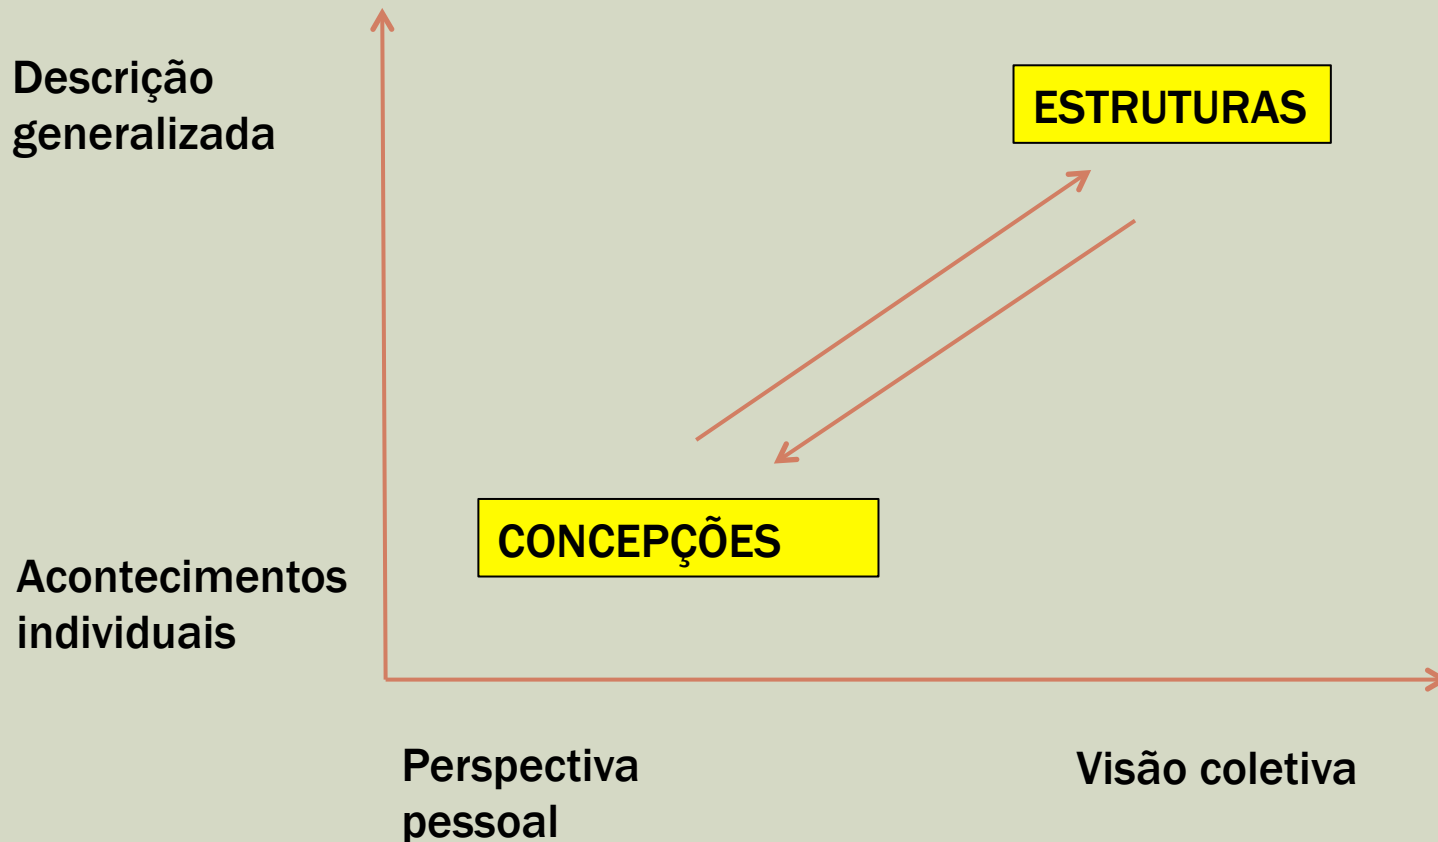 Descrição
generalizada
ESTRUTURAS
CONCEPÇÕES
Acontecimentos
individuais
Perspectiva
pessoal
Visão coletiva